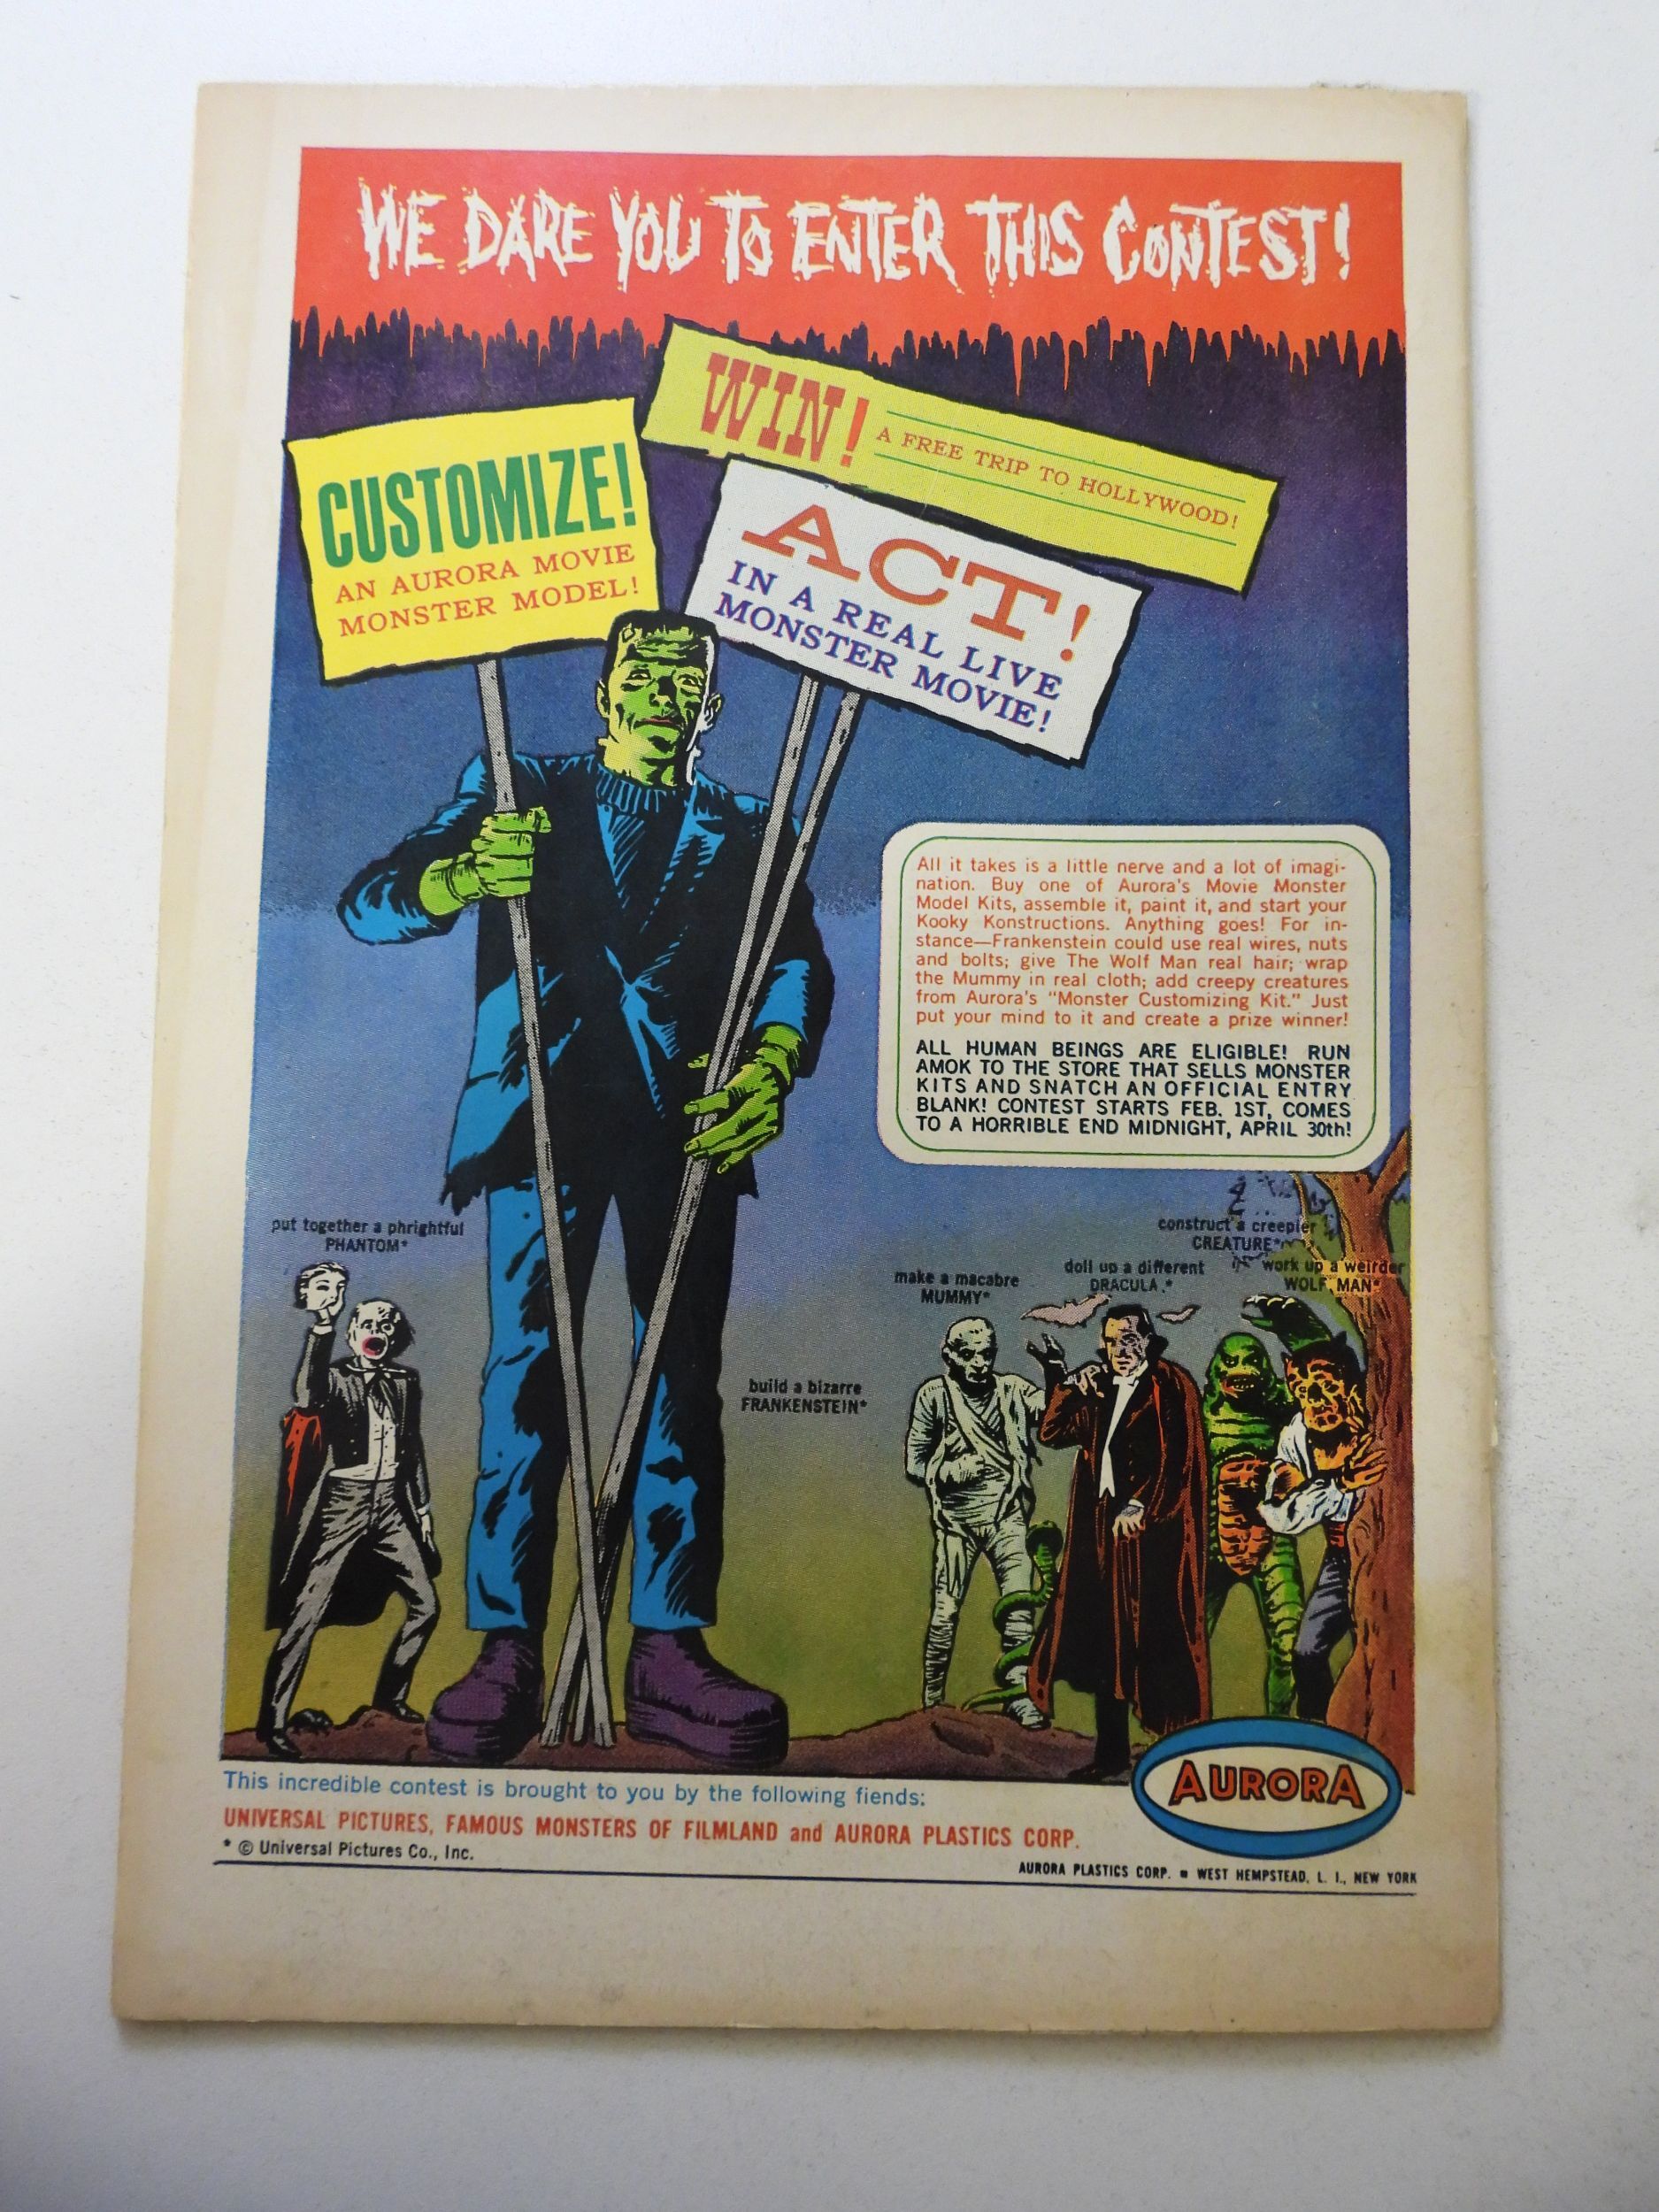 WE DARE YOU TO ENTER THIS CONTEST!
WIN! A FREE TRIP TO HOLLYWOOD!
CUSTOMIZE!
AN AURORA MOVIE
MONSTER MODEL!
ACT!
IN A REAL LIVE
MONSTER MOVIE!
All it takes is a little nerve and a lot of imagi-
nation. Buy one of Aurora's Movie Monster
Model Kits, assemble it, paint it, and start your
Kooky Konstructions. Anything goes! For in-
stance—Frankenstein could use real wires, nuts
and bolts; give The Wolf Man real hair; wrap
the Mummy in real cloth; add creepy creatures
from Aurora's "Monster Customizing Kit." Just
put your mind to it and create a prize winner!
ALL HUMAN BEINGS ARE ELIGIBLE! RUN
AMOK TO THE STORE THAT SELLS MONSTER
KITS AND SNATCH AN OFFICIAL ENTRY
BLANK! CONTEST STARTS FEB. 1ST, COMES
TO A HORRIBLE END MIDNIGHT, APRIL 30th!
put together a phrightful
PHANTOM*
build a bizarre
FRANKENSTEIN*
make a macabre
MUMMY*
doll up a different
DRACULA*
construct a creepier
CREATURE*
work up a weirder
WOLF MAN*
AURORA
This incredible contest is brought to you by the following fiends:
UNIVERSAL PICTURES, FAMOUS MONSTERS OF FILMLAND and AURORA PLASTICS CORP.
* © Universal Pictures Co., Inc.
AURORA PLASTICS CORP. ▪ WEST HEMPSTEAD, L. I., NEW YORK